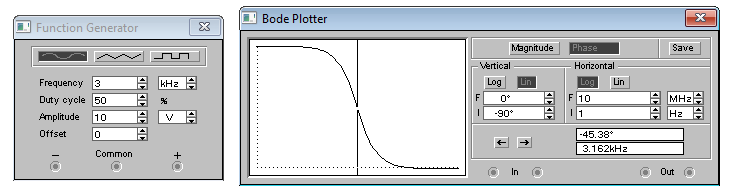 Function Generator
Frequency 3 kHz
Duty cycle 50 %
Amplitude 10 V
Offset 0
− Common +
Bode Plotter
Magnitude Phase Save
Vertical Horizontal
Log Lin Log Lin
F 0° F 10 MHz
I -90° I 1 Hz
← → -45.38°
3.162kHz
In Out